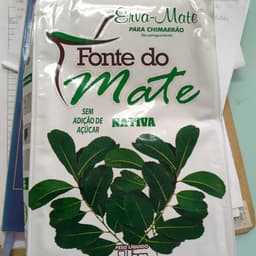 Erva-Mate
PARA CHIMARRÃO
Fonte do
Mate
SEM
ADIÇÃO DE
AÇÚCAR
NATIVA
PESO LÍQUIDO